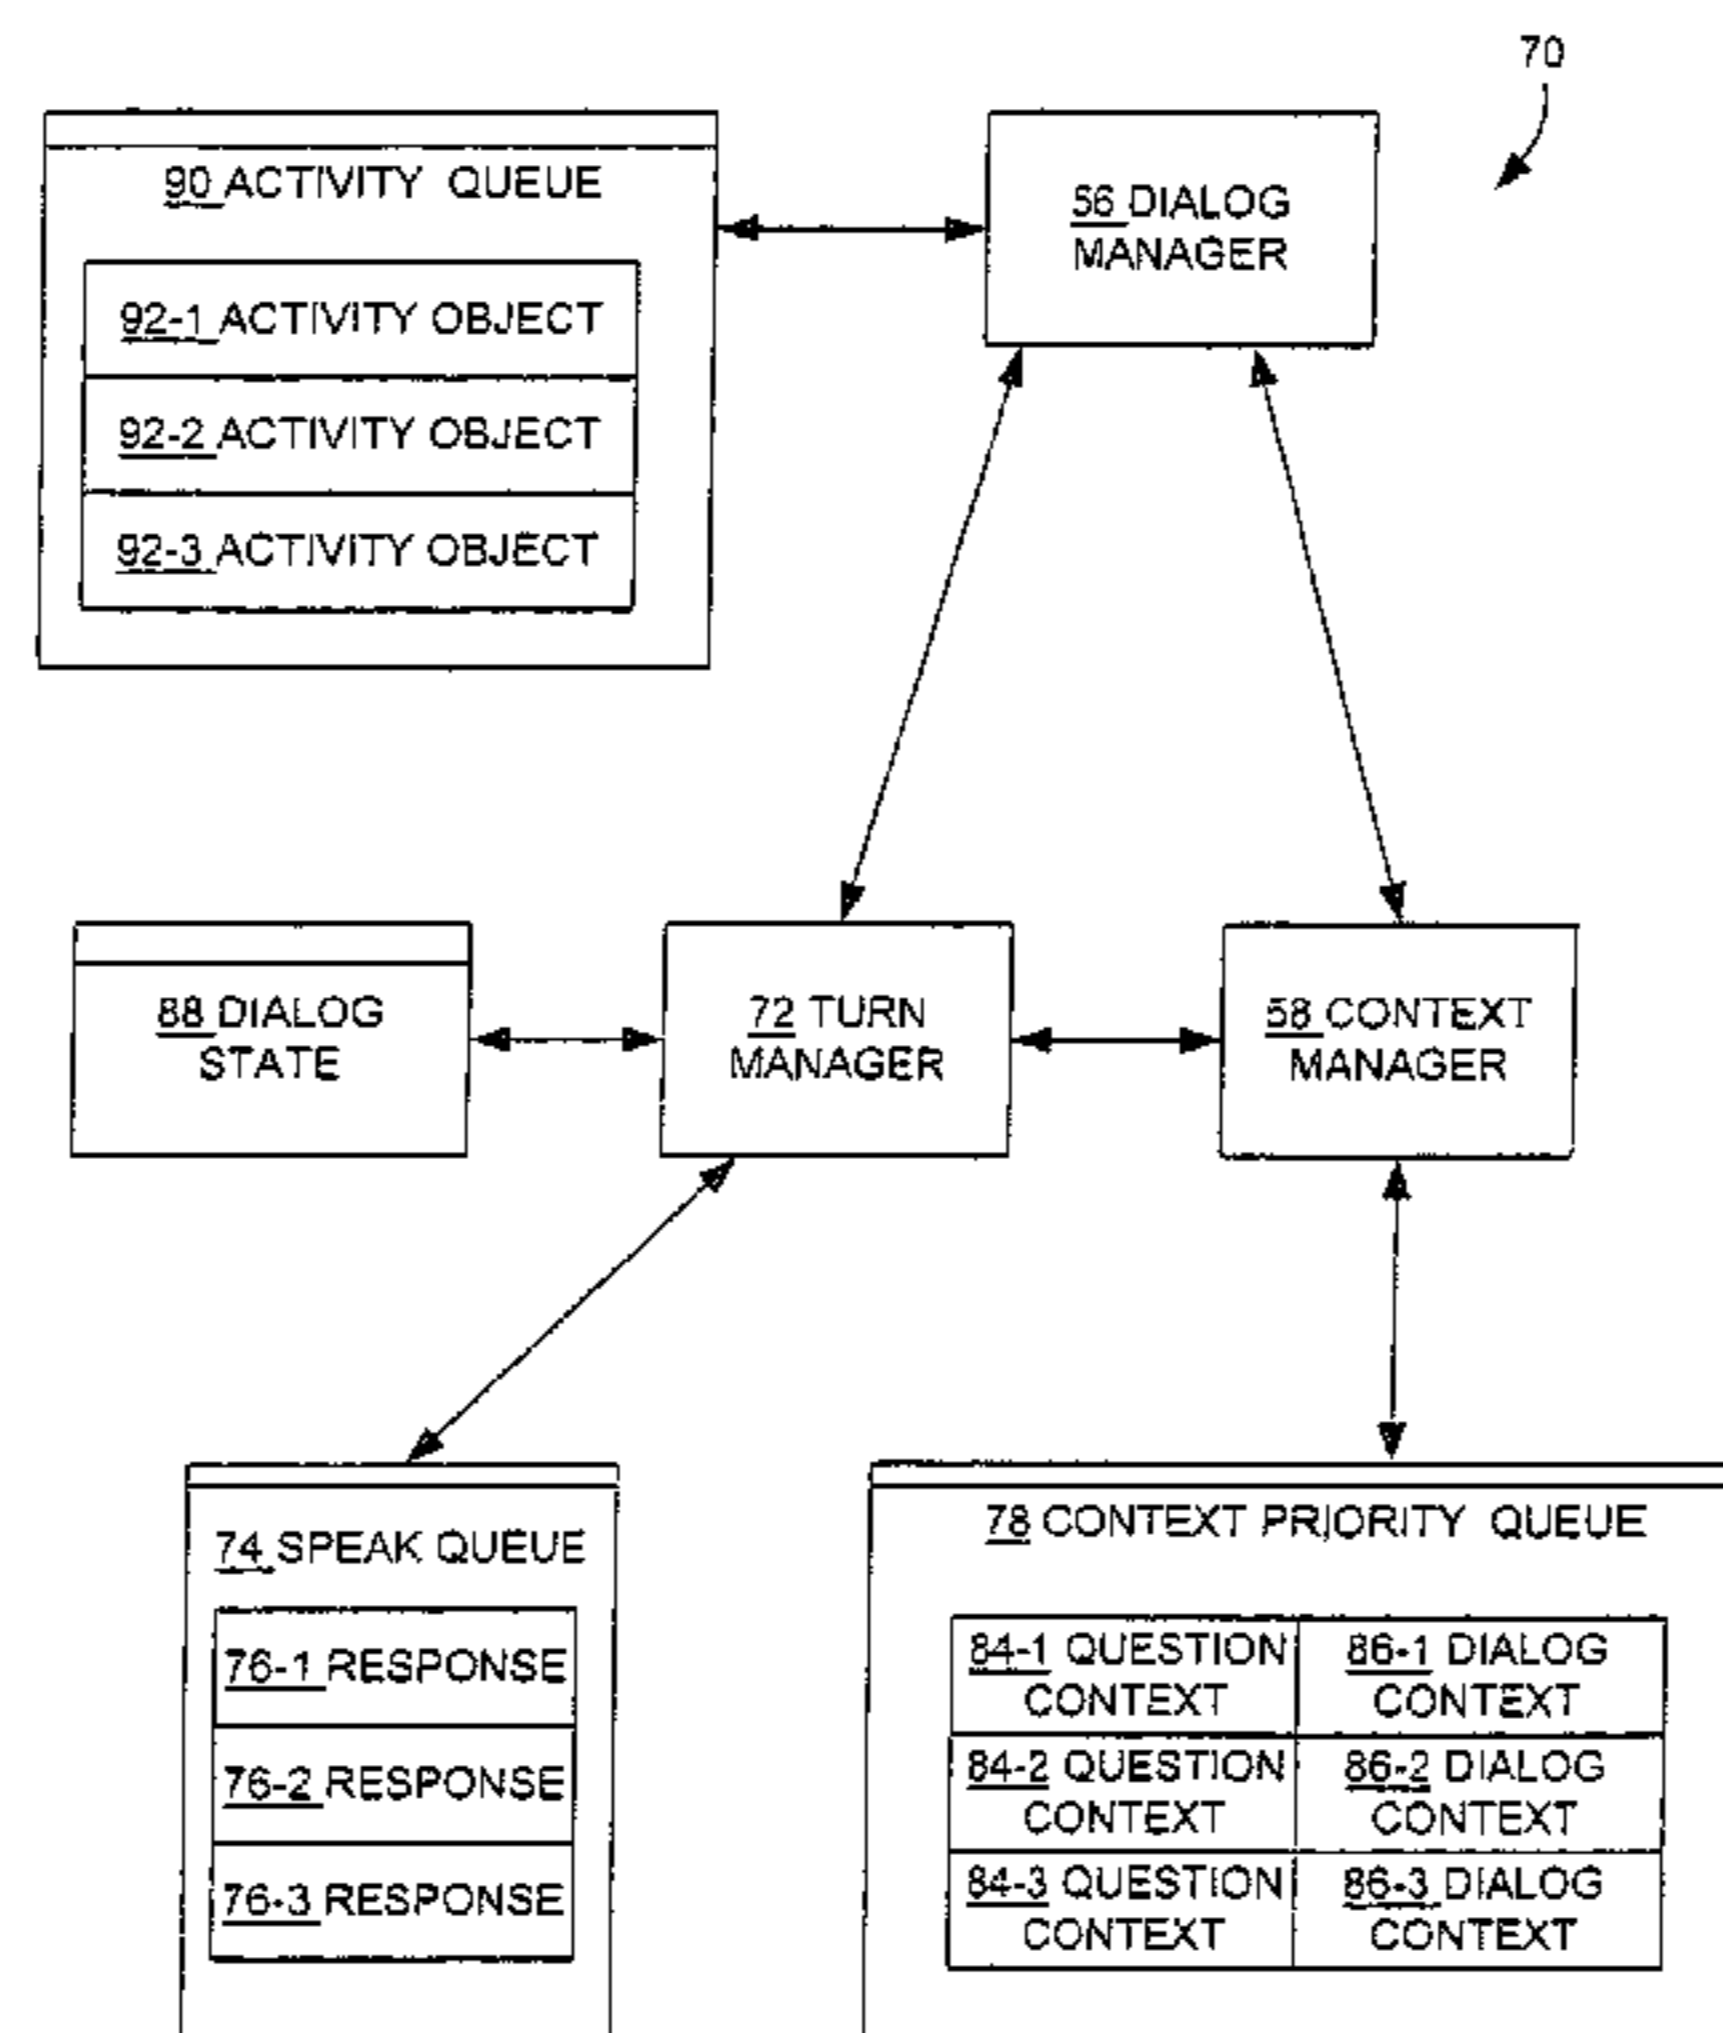 70
90 ACTIVITY QUEUE
92-1 ACTIVITY OBJECT
92-2 ACTIVITY OBJECT
92-3 ACTIVITY OBJECT
56 DIALOG
MANAGER
88 DIALOG
STATE
72 TURN
MANAGER
58 CONTEXT
MANAGER
74 SPEAK QUEUE
76-1 RESPONSE
76-2 RESPONSE
76-3 RESPONSE
78 CONTEXT PRIORITY QUEUE
84-1 QUESTION
CONTEXT
86-1 DIALOG
CONTEXT
84-2 QUESTION
CONTEXT
86-2 DIALOG
CONTEXT
84-3 QUESTION
CONTEXT
86-3 DIALOG
CONTEXT